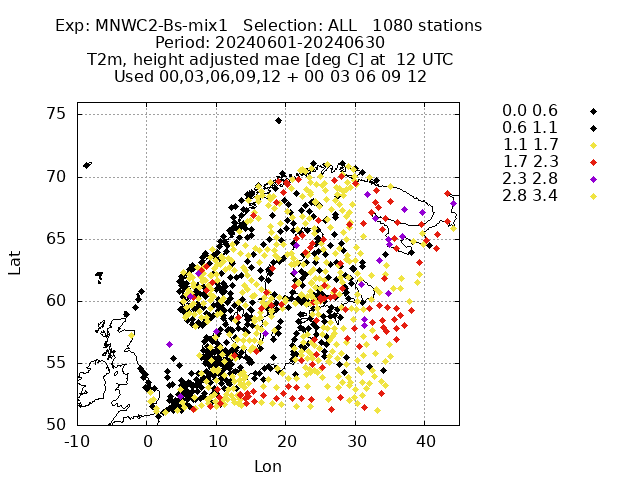 Exp: MNWC2-Bs-mix1   Selection: ALL   1080 stations
Period: 20240601-20240630
T2m, height adjusted mae [deg C] at  12 UTC
Used 00,03,06,09,12 + 00 03 06 09 12
0.0 0.6
0.6 1.1
1.1 1.7
1.7 2.3
2.3 2.8
2.8 3.4
75
70
65
60
55
50
Lat
-10 0 10 20 30 40
Lon